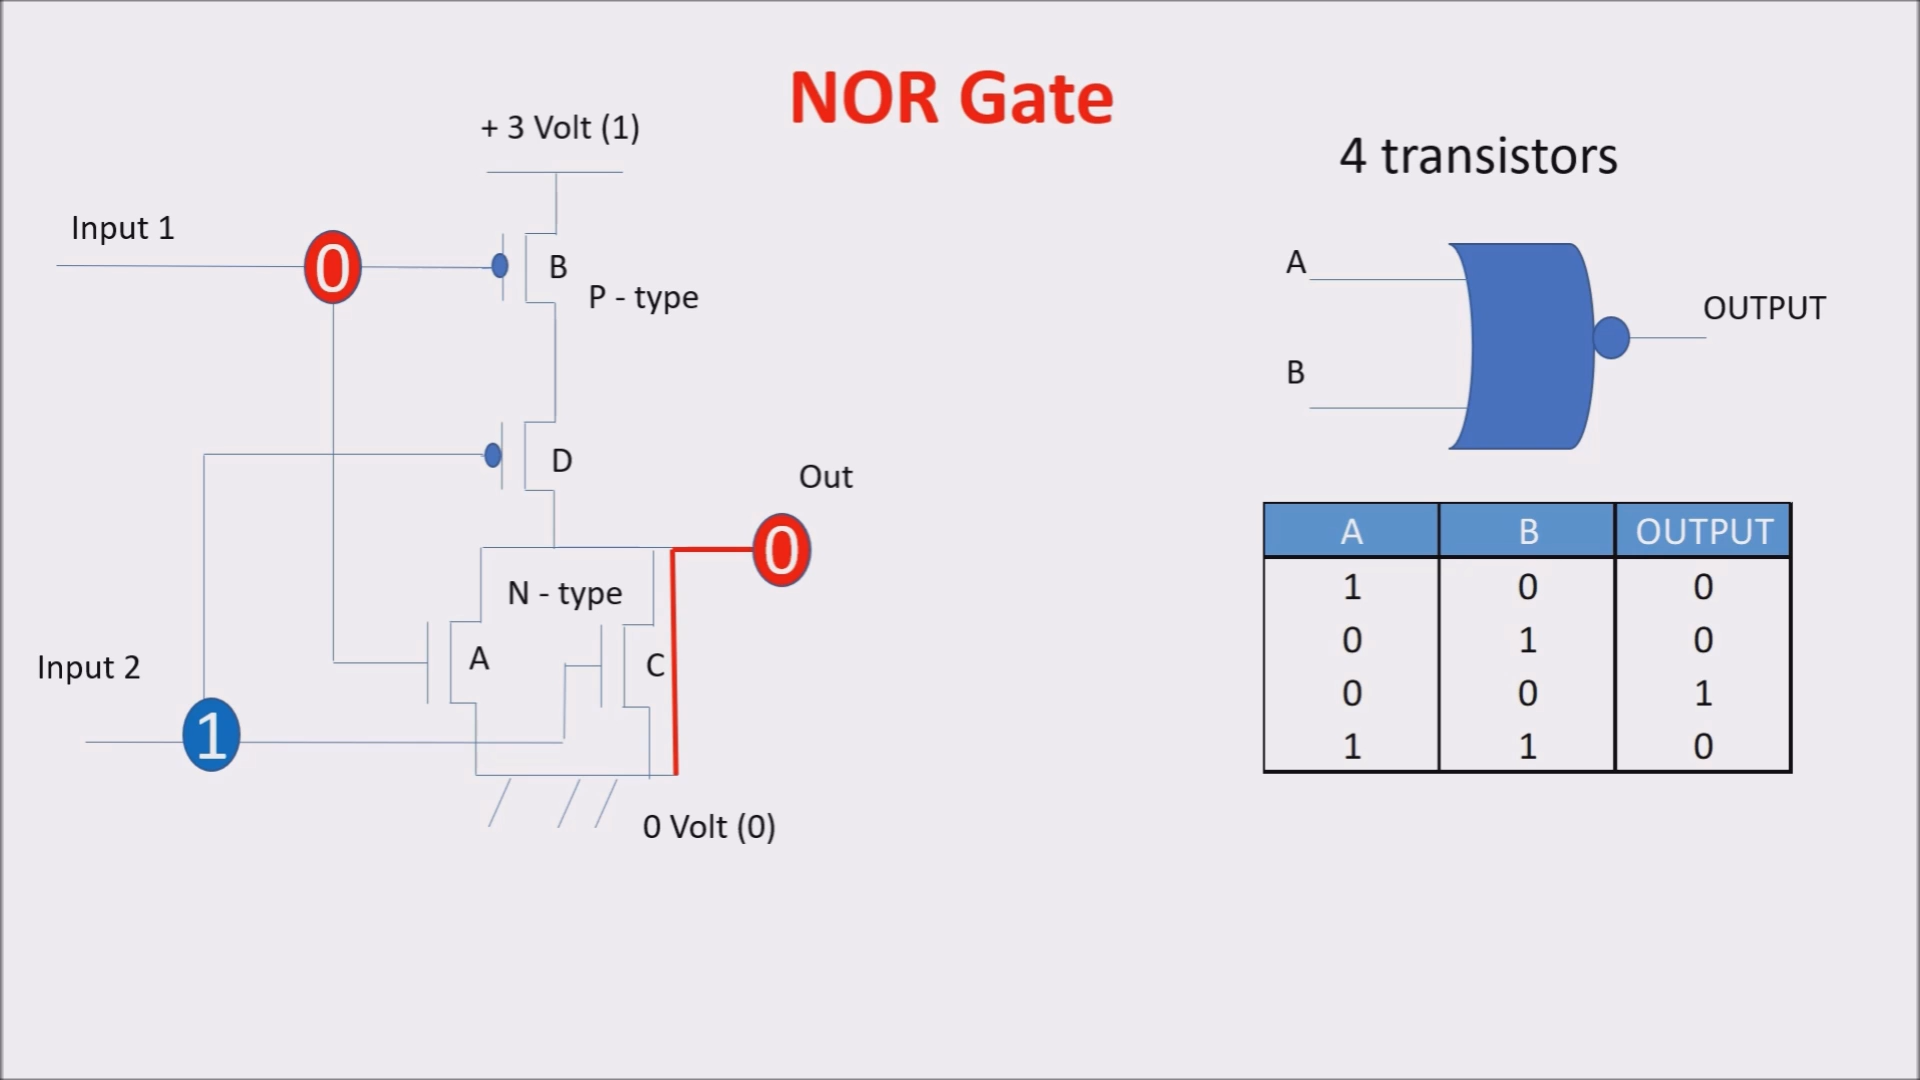 NOR Gate
+ 3 Volt (1)
4 transistors
Input 1
0
B
P - type
A
B
OUTPUT
D
Out
0
N - type
A
C
Input 2
1
0 Volt (0)
A B OUTPUT
1 0 0
0 1 0
0 0 1
1 1 0